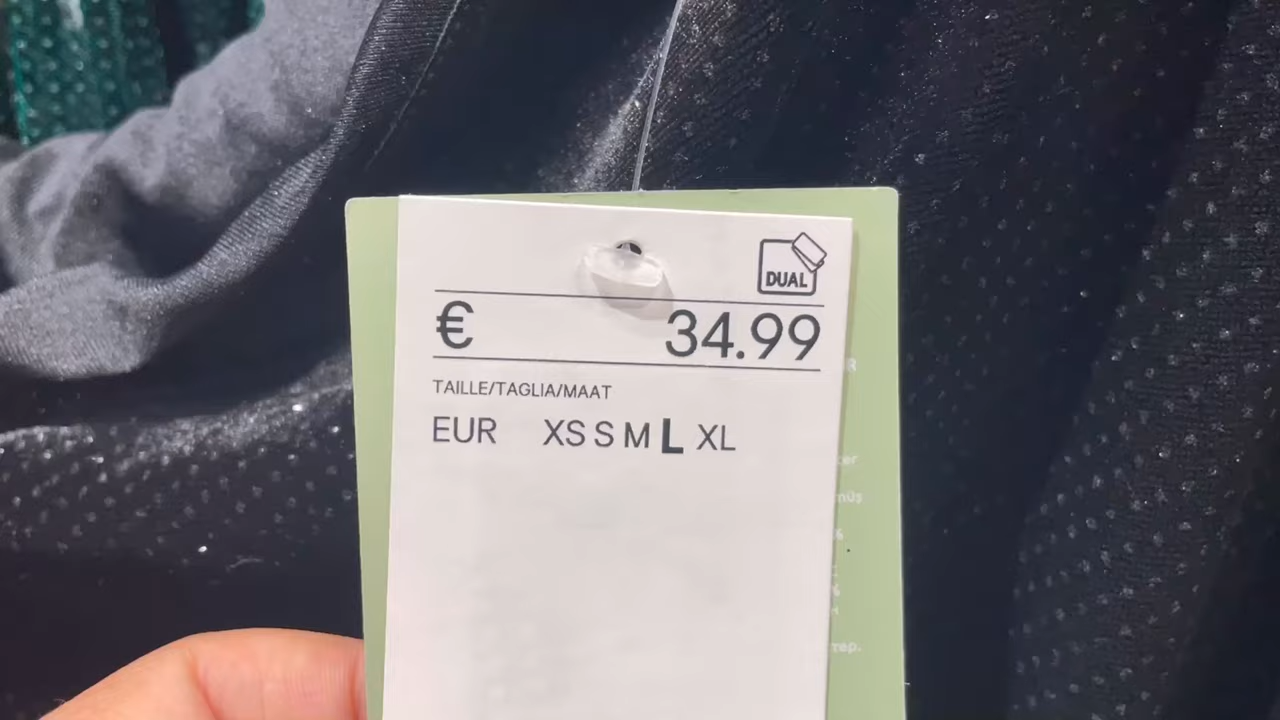 DUAL
€ 34.99
TAILLE/TAGLIA/MAAT
EUR XS S M L XL